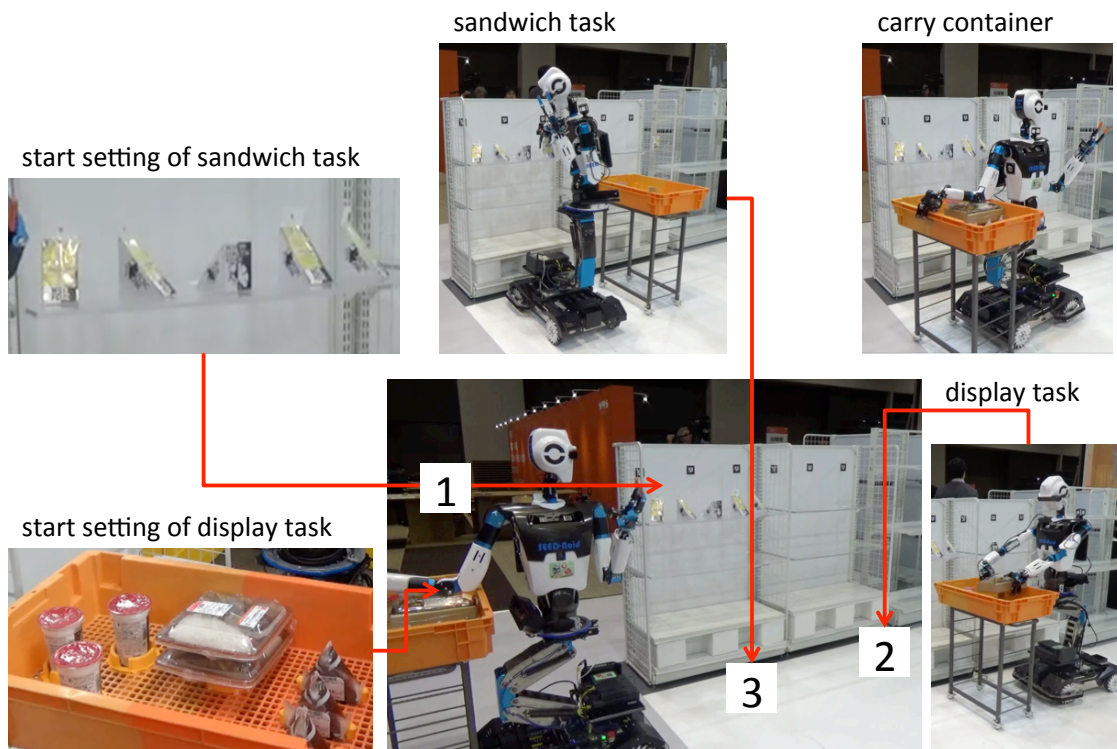 sandwich task
carry container
start setting of sandwich task
display task
1
start setting of display task
SEED-Noid
2
3